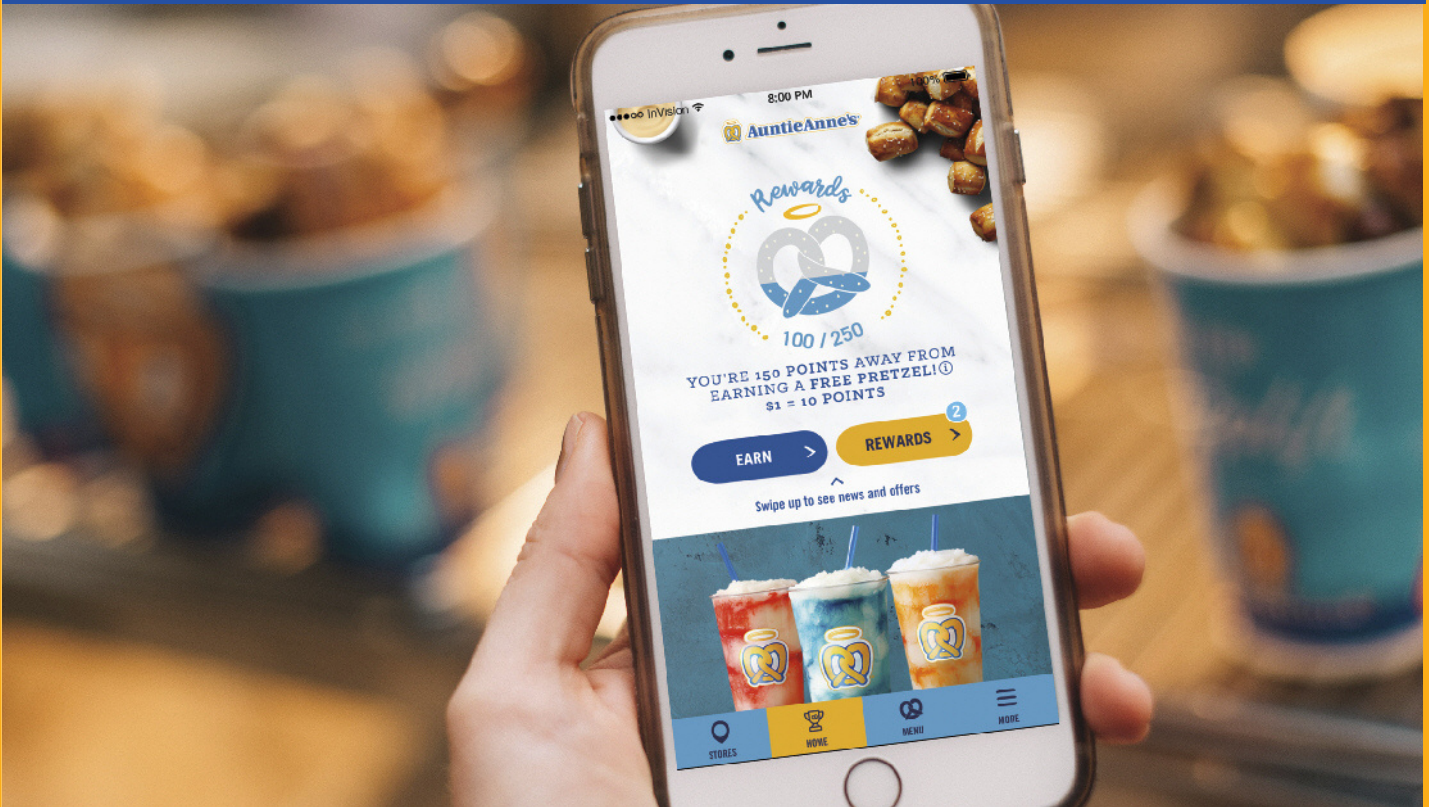 InVision
8:00 PM
100%
AuntieAnne's
Rewards
100 / 250
YOU'RE 150 POINTS AWAY FROM
EARNING A FREE PRETZEL!
$1 = 10 POINTS
2
EARN
REWARDS
Swipe up to see news and offers
STORES
HOME
MENU
MORE